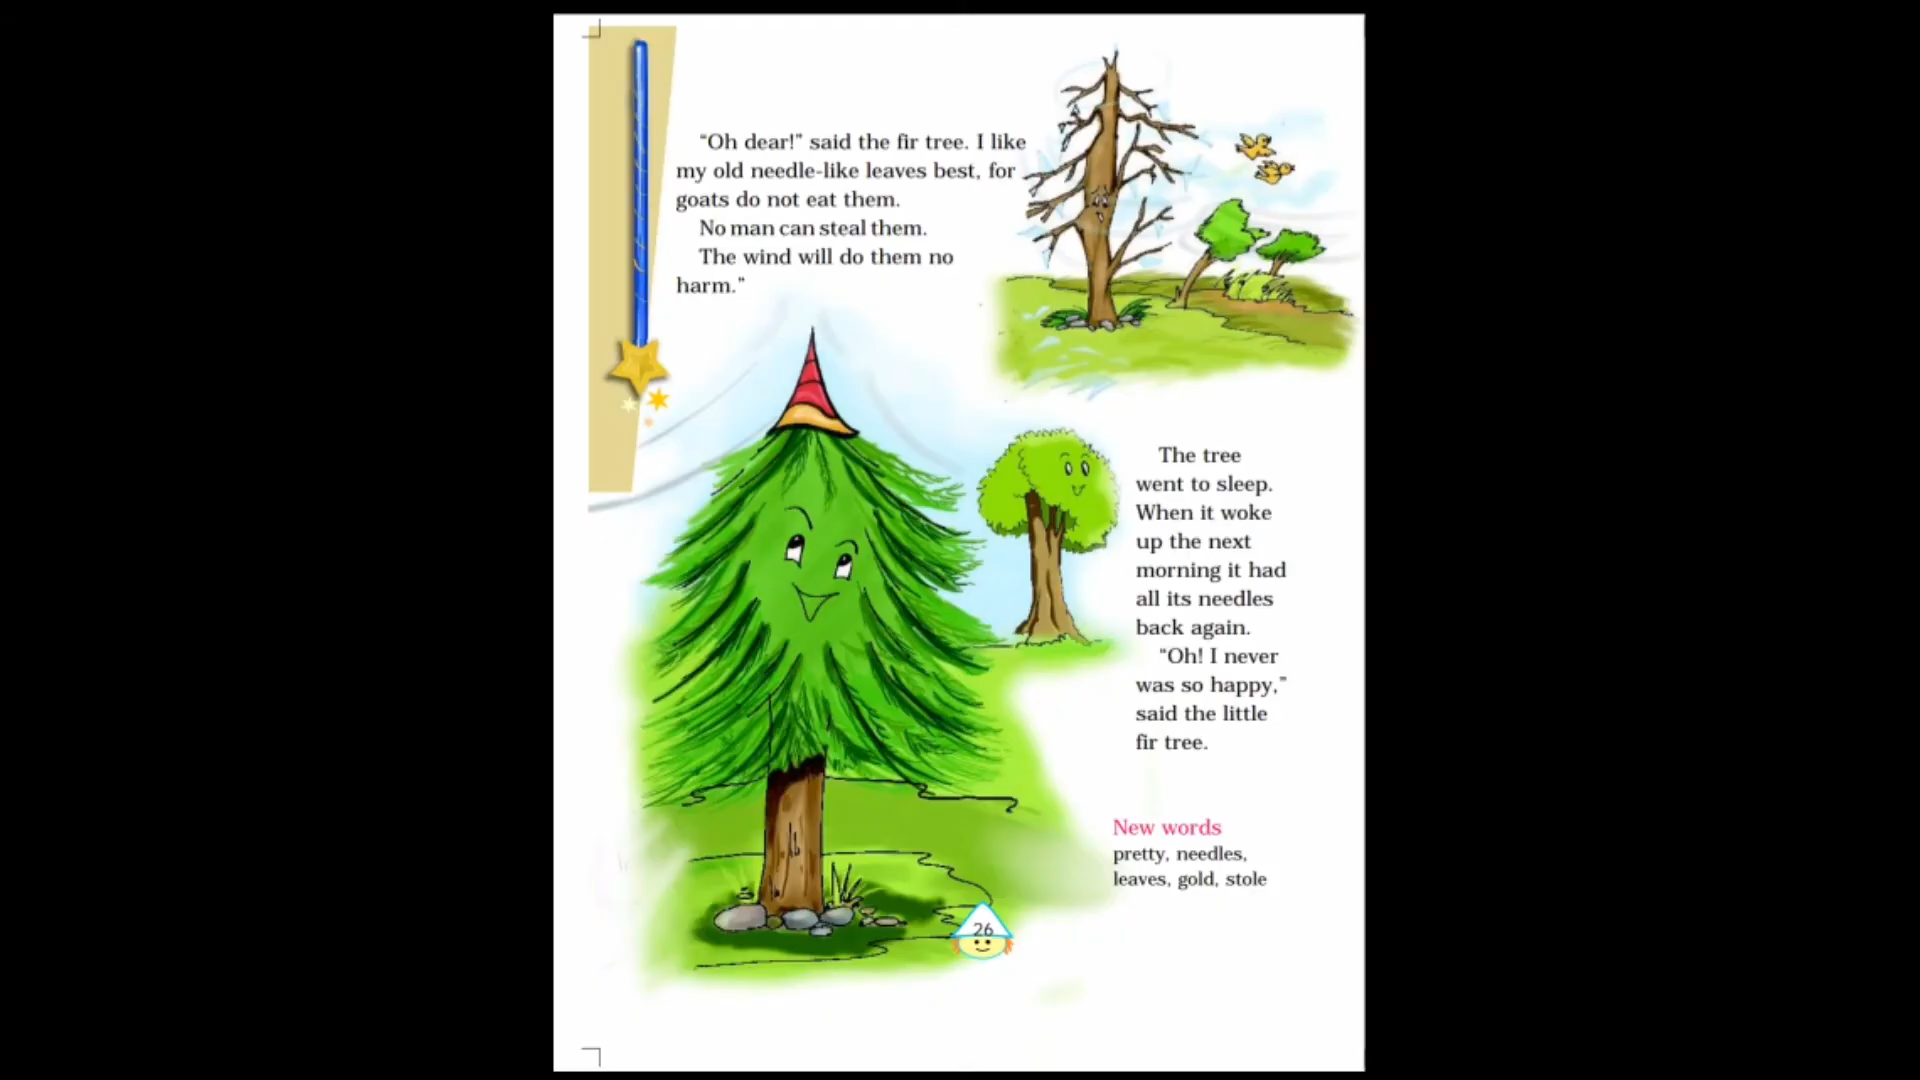 “Oh dear!” said the fir tree. I like
my old needle-like leaves best, for
goats do not eat them.
No man can steal them.
The wind will do them no
harm.”
The tree
went to sleep.
When it woke
up the next
morning it had
all its needles
back again.
“Oh! I never
was so happy,”
said the little
fir tree.
New words
pretty, needles,
leaves, gold, stole
26